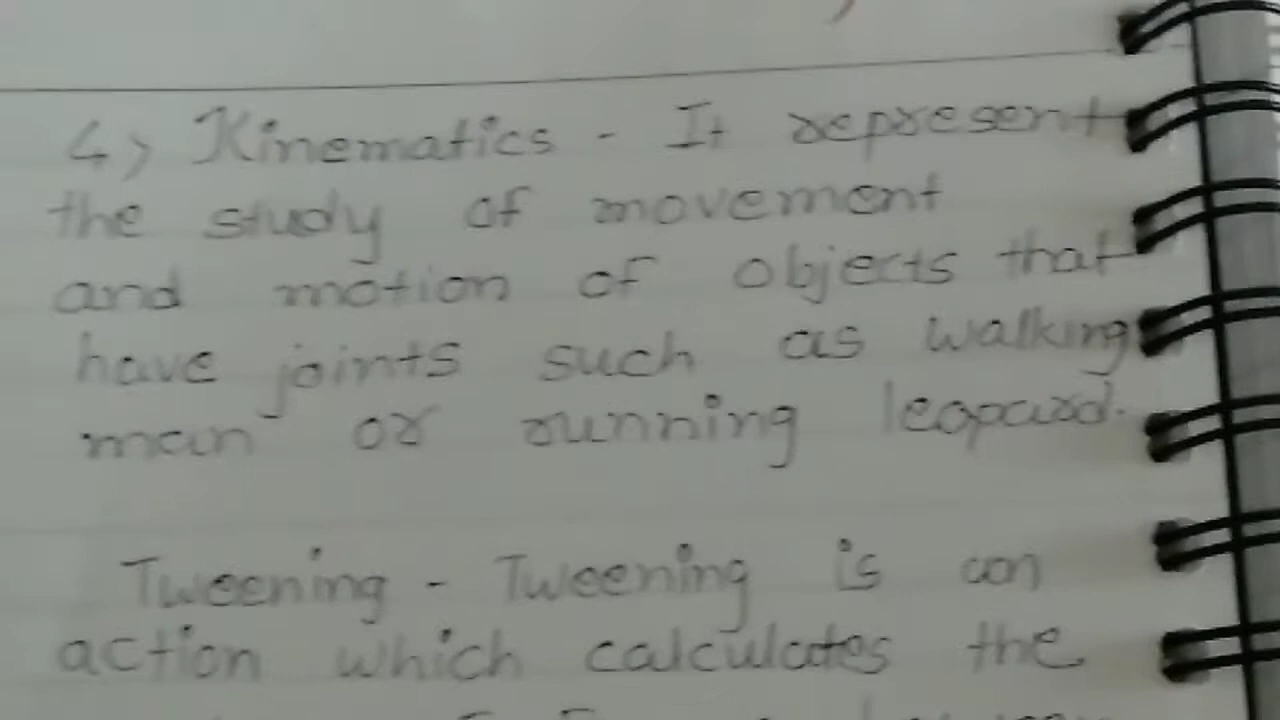 4) Kinematics - It represent
the study of movement
and motion of objects that
have joints such as walking
man or running leopard.
Tweening - Tweening is an
action which calculates the